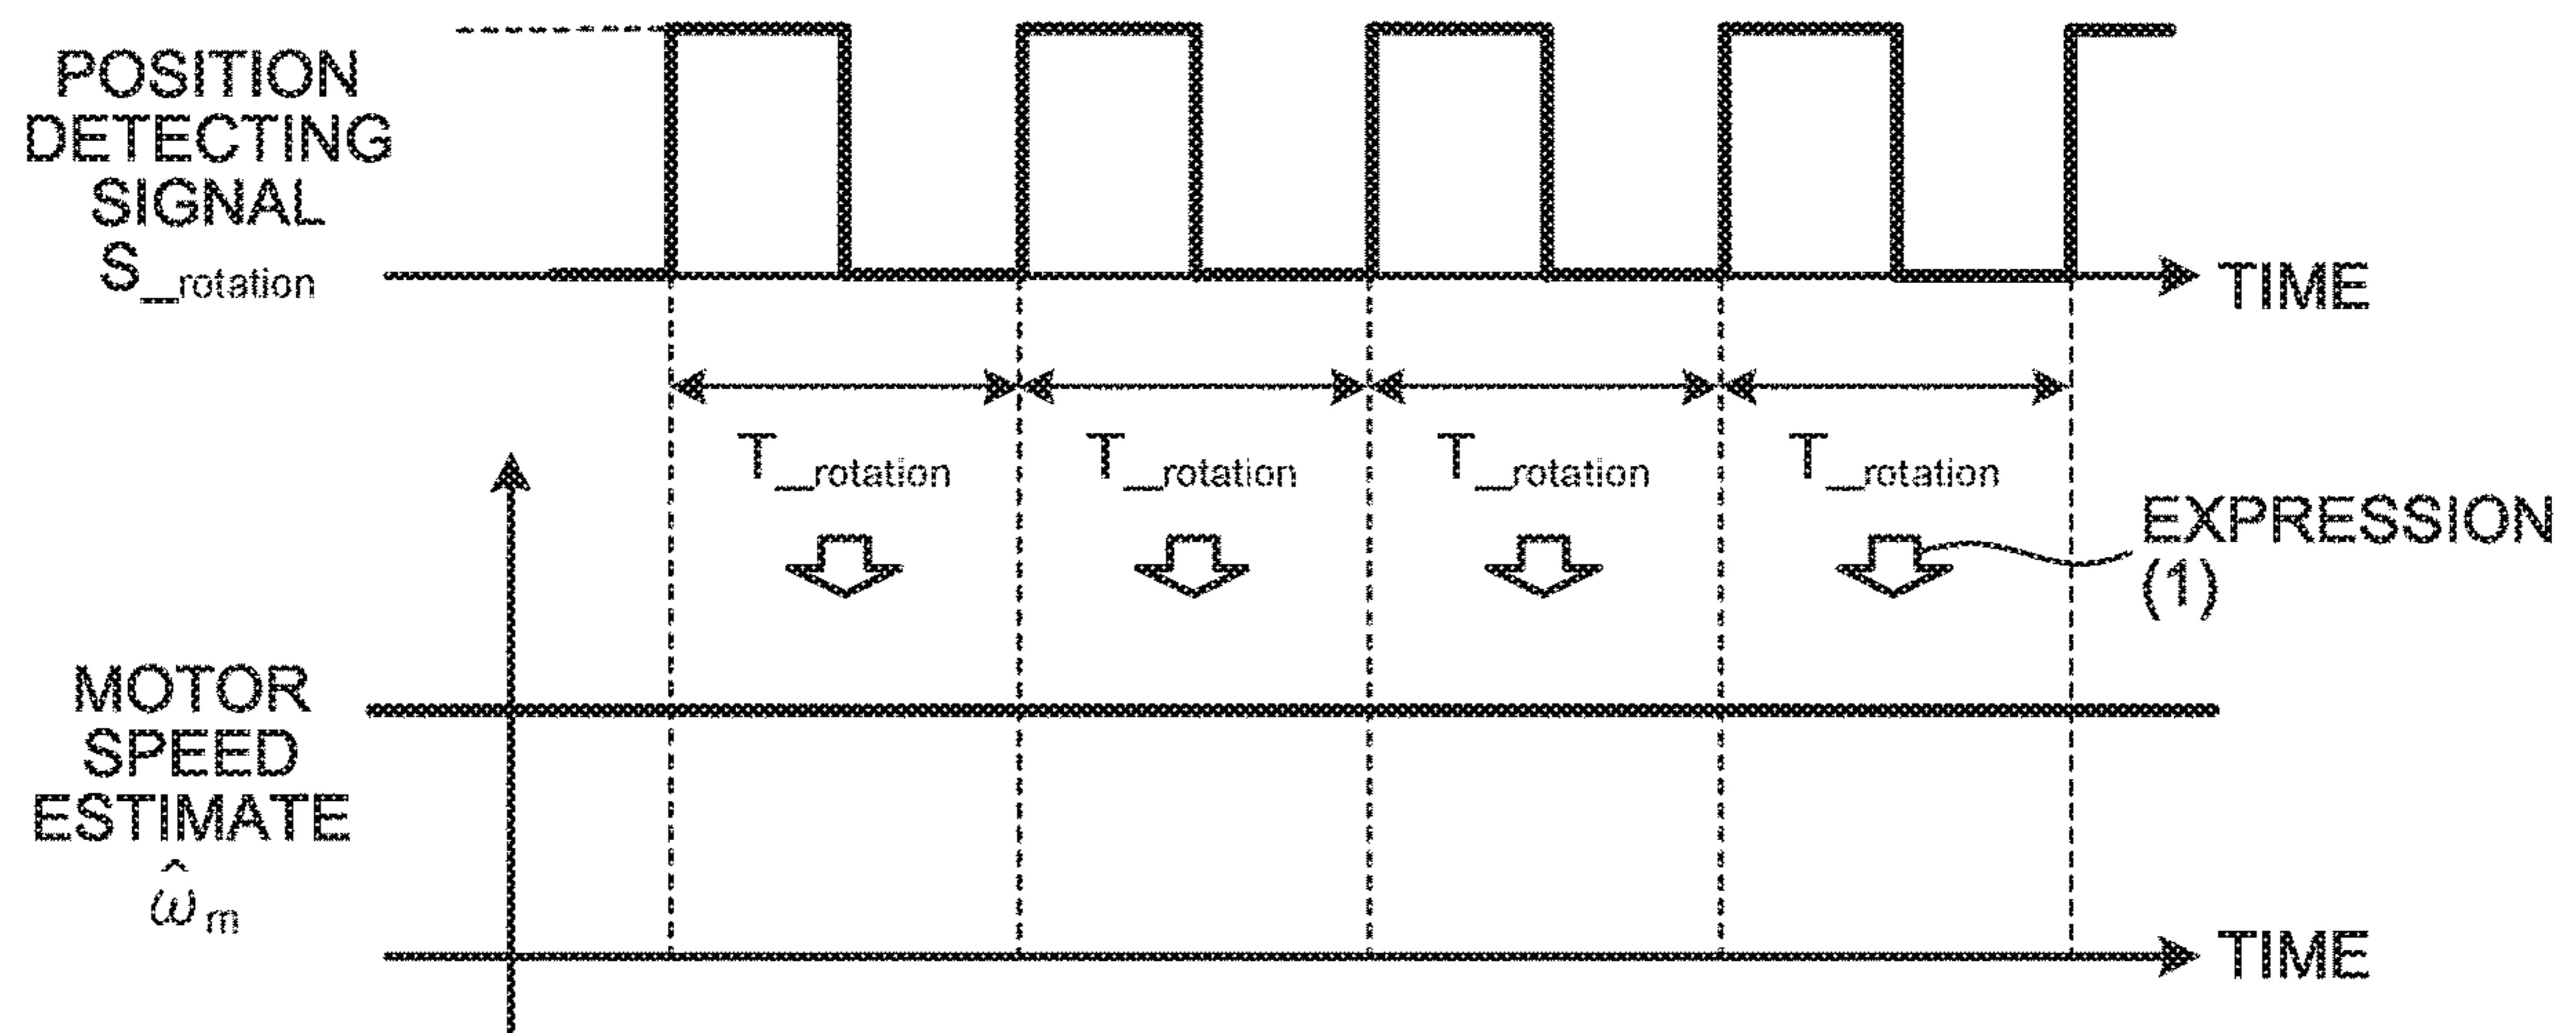 POSITION
DETECTING
SIGNAL
S_rotation
TIME
T_rotation T_rotation T_rotation T_rotation
EXPRESSION
(1)
MOTOR
SPEED
ESTIMATE
ω̂m
TIME